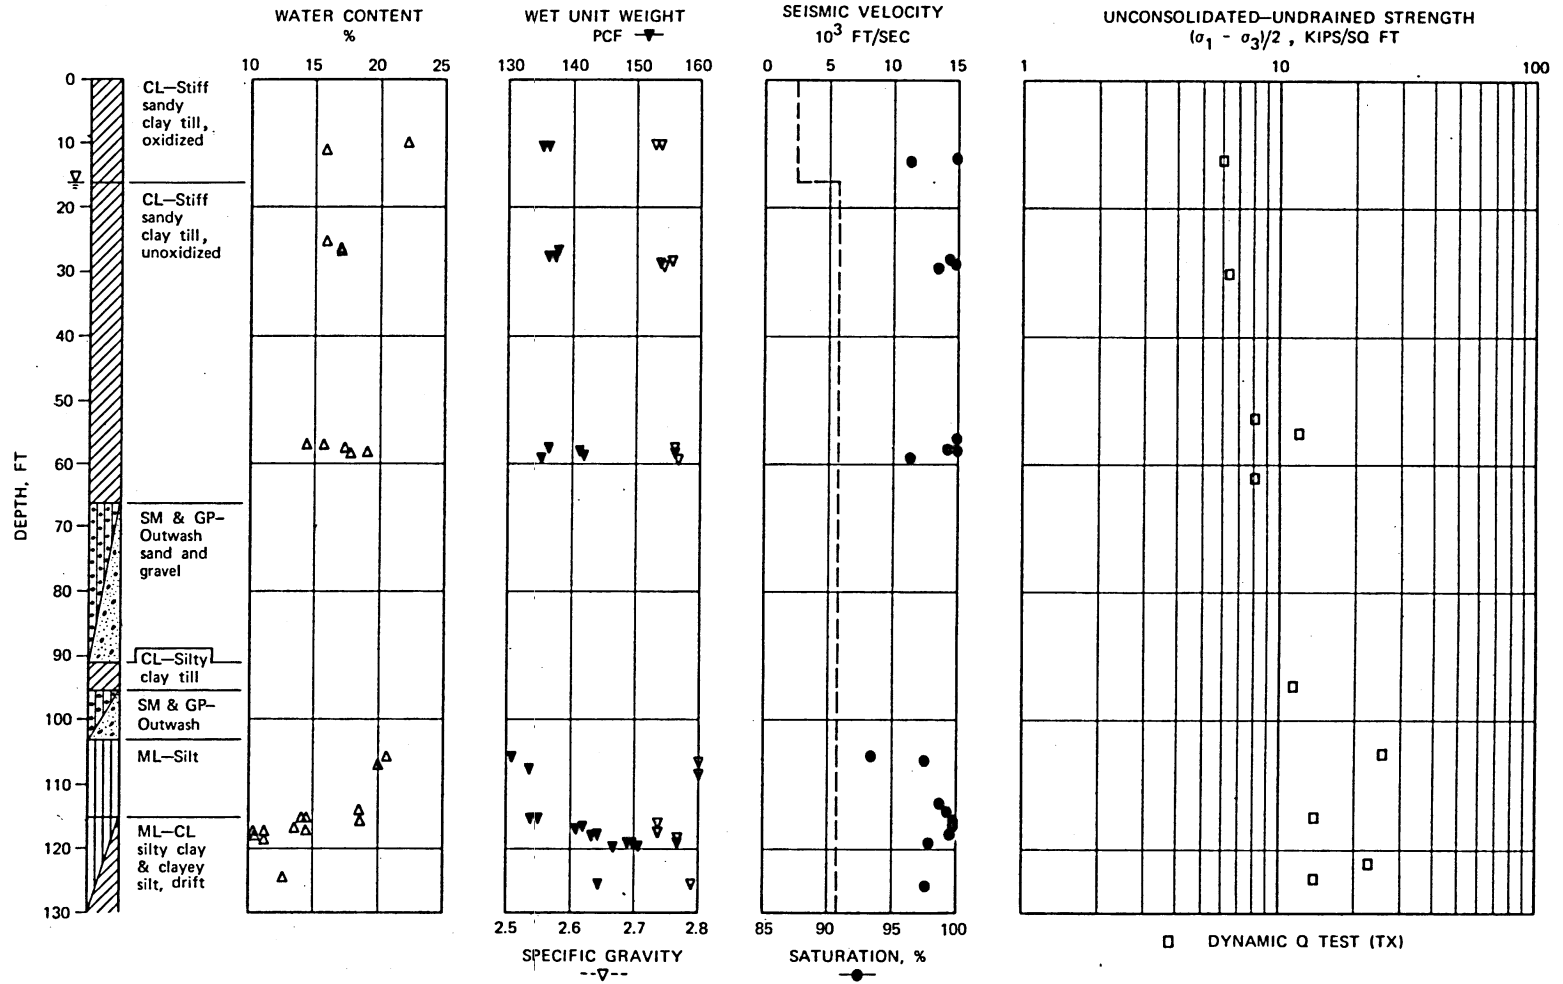 WATER CONTENT
%
10 15 20 25
WET UNIT WEIGHT
PCF
130 140 150 160
SEISMIC VELOCITY
10³ FT/SEC
0 5 10 15
UNCONSOLIDATED—UNDRAINED STRENGTH
(σ₁ - σ₃)/2 , KIPS/SQ FT
1 10 100
DEPTH, FT
0
10
20
30
40
50
60
70
80
90
100
110
120
130
CL—Stiff
sandy
clay till,
oxidized
CL—Stiff
sandy
clay till,
unoxidized
SM & GP—
Outwash
sand and
gravel
CL—Silty
clay till
SM & GP—
Outwash
ML—Silt
ML—CL
silty clay
& clayey
silt, drift
2.5 2.6 2.7 2.8
SPECIFIC GRAVITY
85 90 95 100
SATURATION, %
DYNAMIC Q TEST (TX)